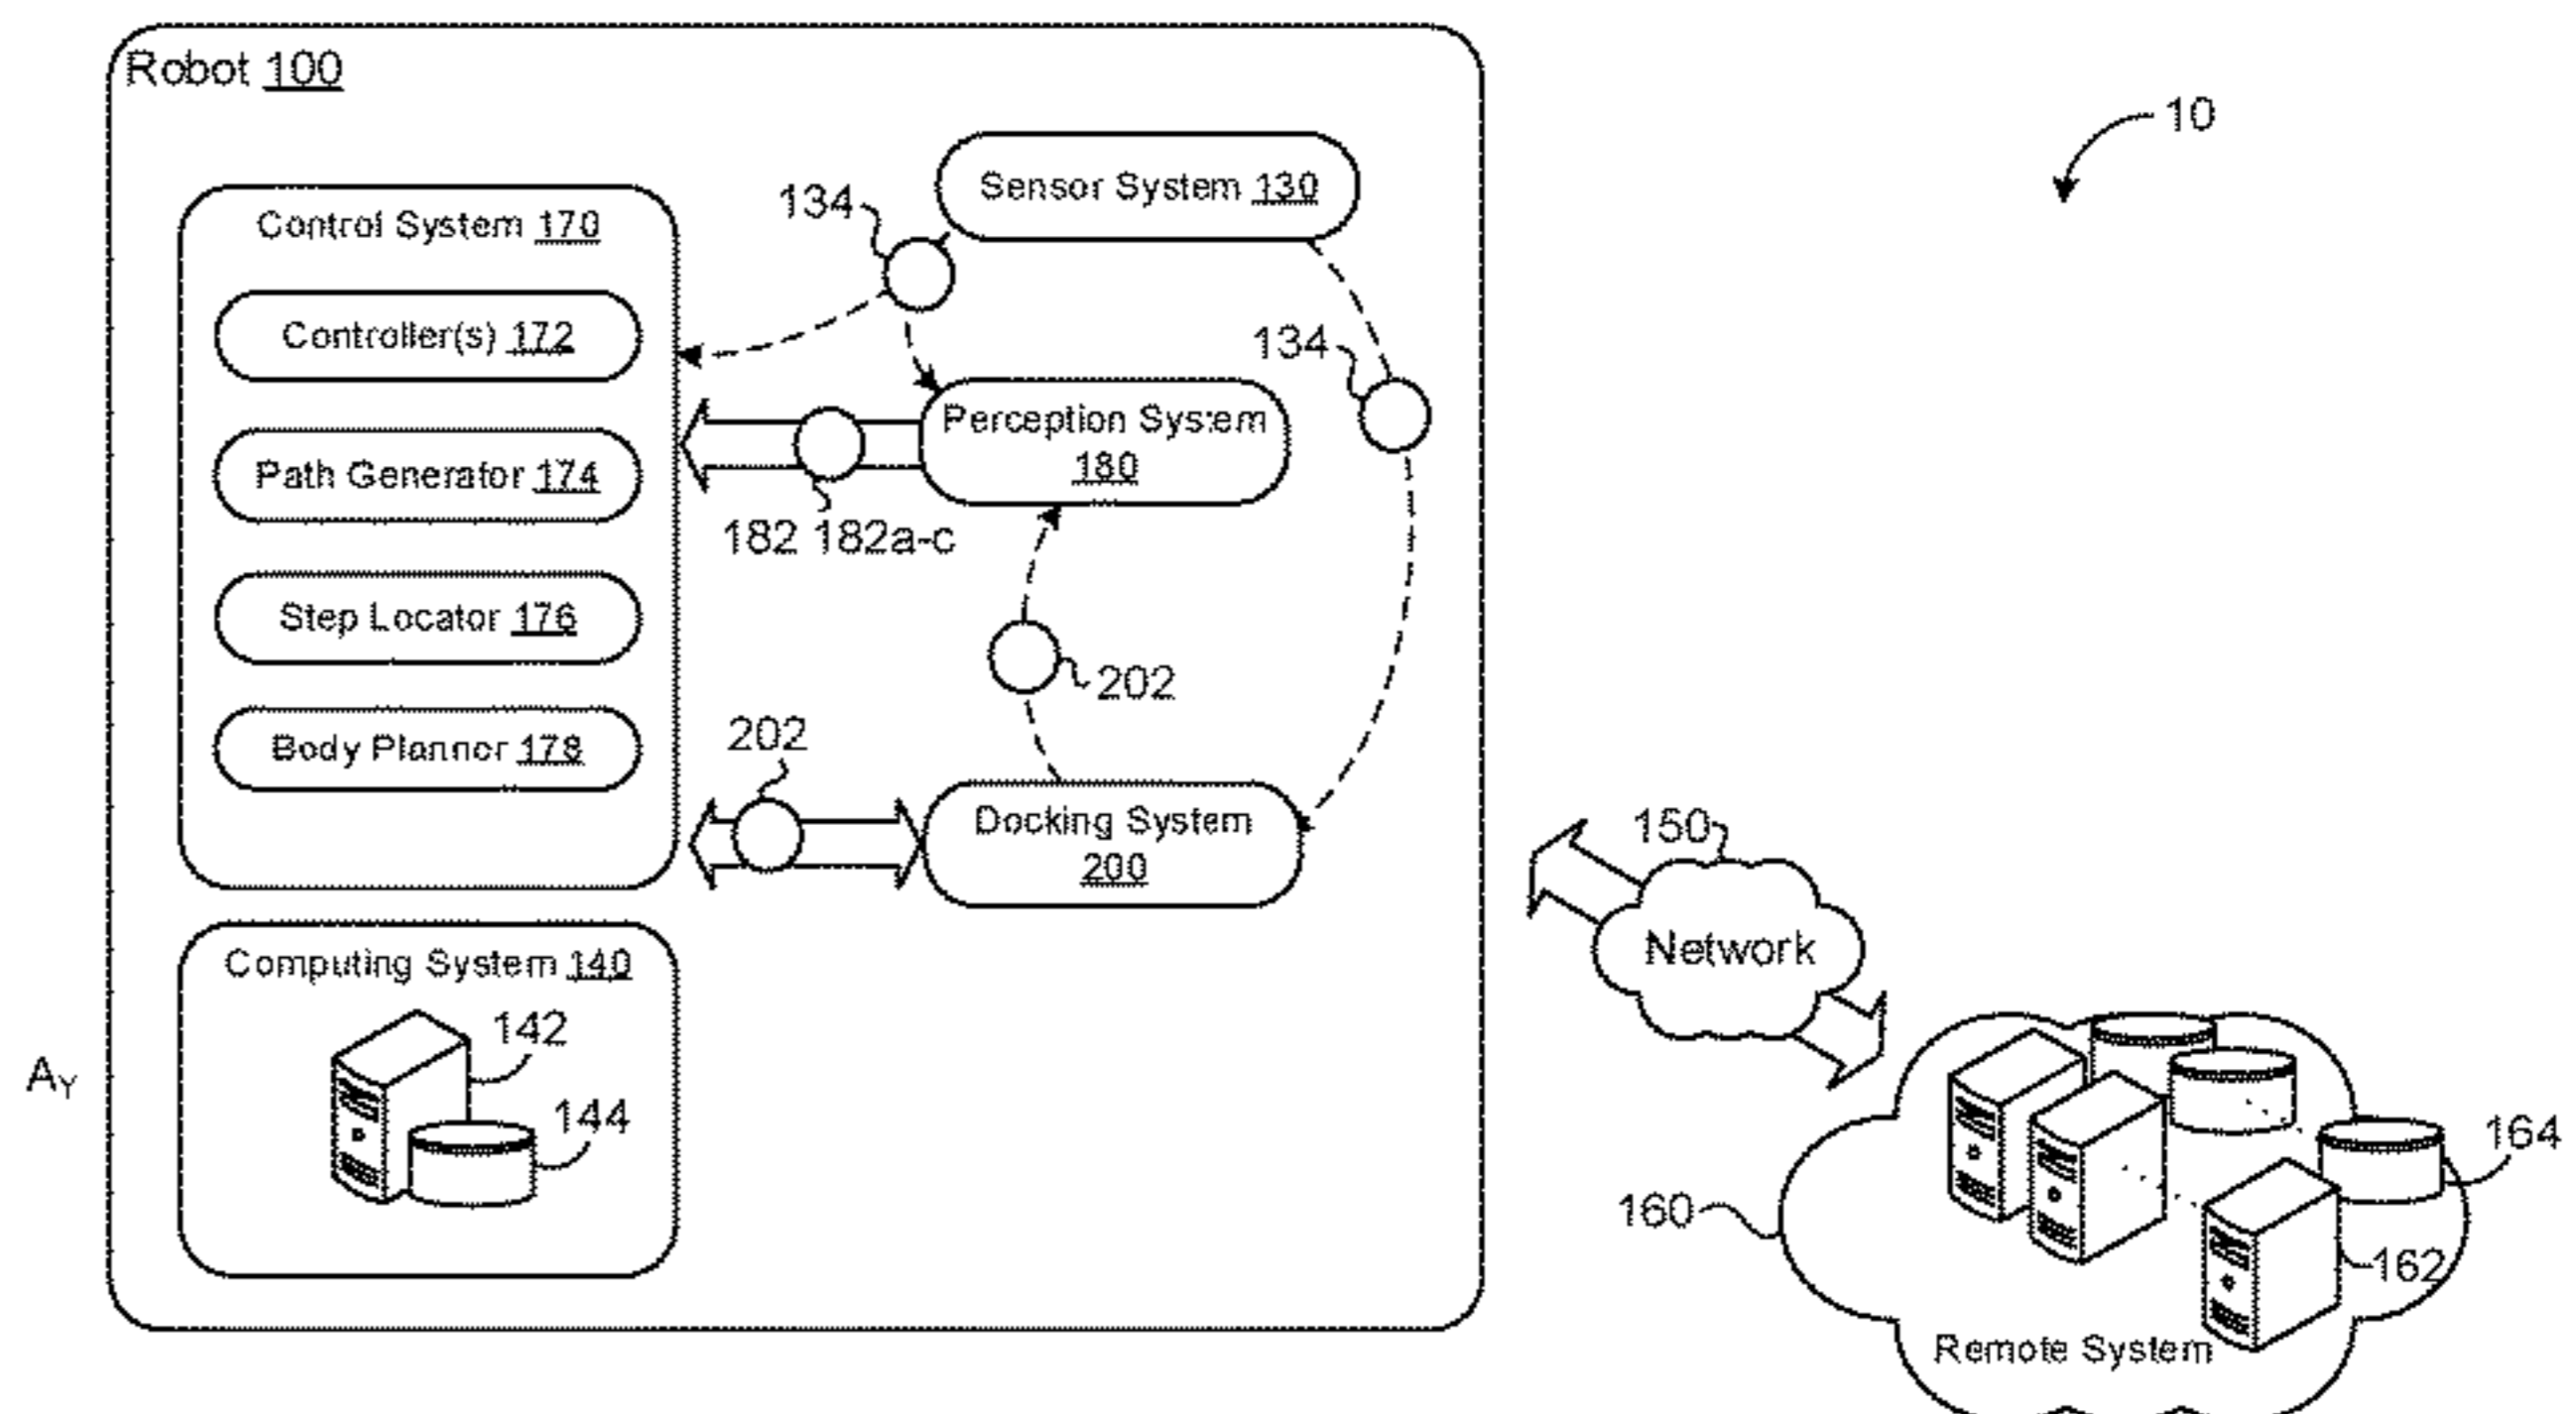 Robot 100
10
Sensor System 130
134
Control System 170
Controller(s) 172
134
Perception System
180
Path Generator 174
182 182a-c
Step Locator 176
202
Body Planner 178
202
Docking System
200
150
Network
Computing System 140
142
144
AY
164
160
162
Remote System